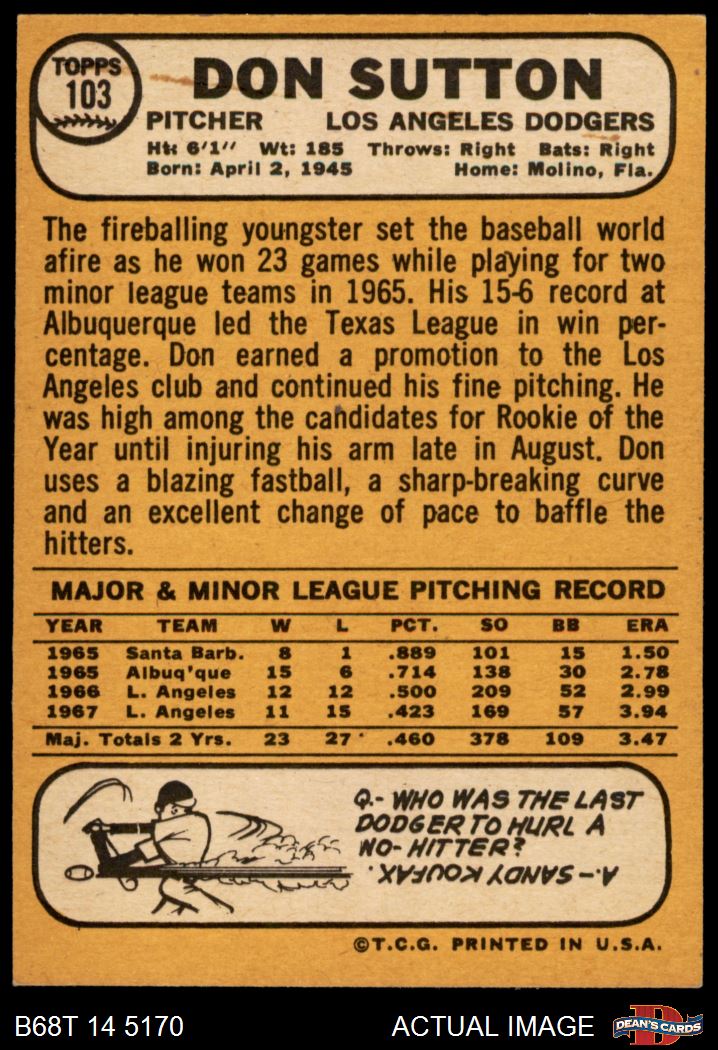 TOPPS
103
DON SUTTON
PITCHER LOS ANGELES DODGERS
Ht: 6'1" Wt: 185 Throws: Right Bats: Right
Born: April 2, 1945 Home: Molino, Fla.
The fireballing youngster set the baseball world
afire as he won 23 games while playing for two
minor league teams in 1965. His 15-6 record at
Albuquerque led the Texas League in win per-
centage. Don earned a promotion to the Los
Angeles club and continued his fine pitching. He
was high among the candidates for Rookie of the
Year until injuring his arm late in August. Don
uses a blazing fastball, a sharp-breaking curve
and an excellent change of pace to baffle the
hitters.
MAJOR & MINOR LEAGUE PITCHING RECORD
YEAR TEAM W L PCT. SO BB ERA
1965 Santa Barb. 8 1 .889 101 15 1.50
1965 Albuq'que 15 6 .714 138 30 2.78
1966 L. Angeles 12 12 .500 209 52 2.99
1967 L. Angeles 11 15 .423 169 57 3.94
Maj. Totals 2 Yrs. 23 27 .460 378 109 3.47
Q.- WHO WAS THE LAST
DODGER TO HURL A
NO-HITTER?
A.- SANDY KOUFAX.
©T.C.G. PRINTED IN U.S.A.
B68T 14 5170 ACTUAL IMAGE DEAN'S CARDS